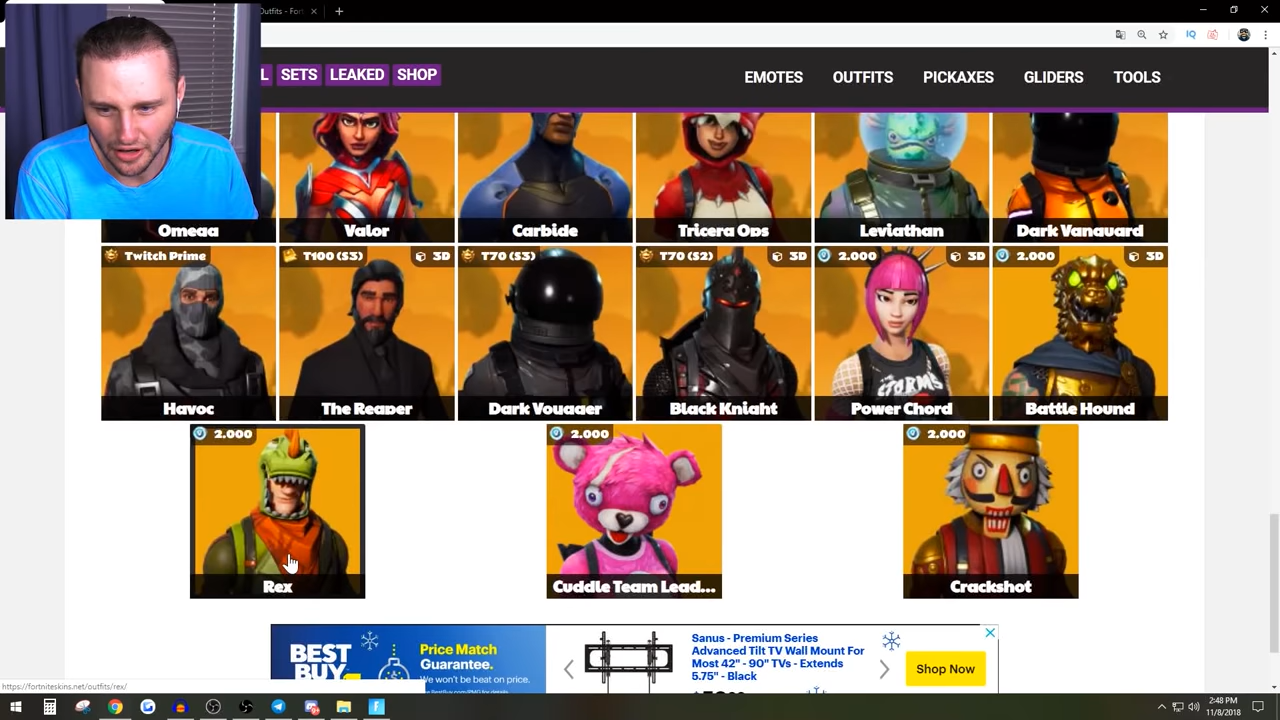 Outfits - F
L SETS LEAKED SHOP
EMOTES OUTFITS PICKAXES GLIDERS TOOLS
IQ
Omega Valor Carbide Tricera Ops Leviathan Dark Vanguard
Twitch Prime T100 (S3) 3D T70 (S3) T70 (S2) 3D 2.000 3D 2.000 3D
STORMS
Havoc The Reaper Dark Voyager Black Knight Power Chord Battle Hound
2.000 2.000 2.000
Rex Cuddle Team Lead... Crackshot
BEST
BUY
Price Match
Guarantee.
We won't be beat on price.
Sanus - Premium Series
Advanced Tilt TV Wall Mount For
Most 42" - 90" TVs - Extends
5.75" - Black
Shop Now
https://fortniteskins.net/outfits/rex/
2:48 PM
11/8/2018